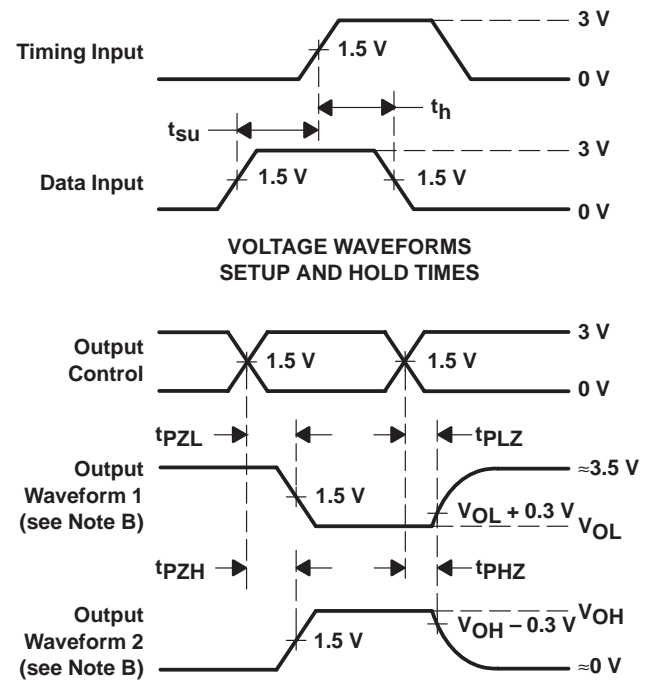 3 V
Timing Input
1.5 V
0 V
th
tsu
3 V
Data Input
1.5 V
1.5 V
0 V
VOLTAGE WAVEFORMS
SETUP AND HOLD TIMES
3 V
Output
Control
1.5 V
1.5 V
0 V
tPZL
tPLZ
Output
Waveform 1
(see Note B)
≈3.5 V
1.5 V
VOL + 0.3 V
VOL
tPZH
tPHZ
Output
Waveform 2
(see Note B)
VOH
VOH – 0.3 V
1.5 V
≈0 V